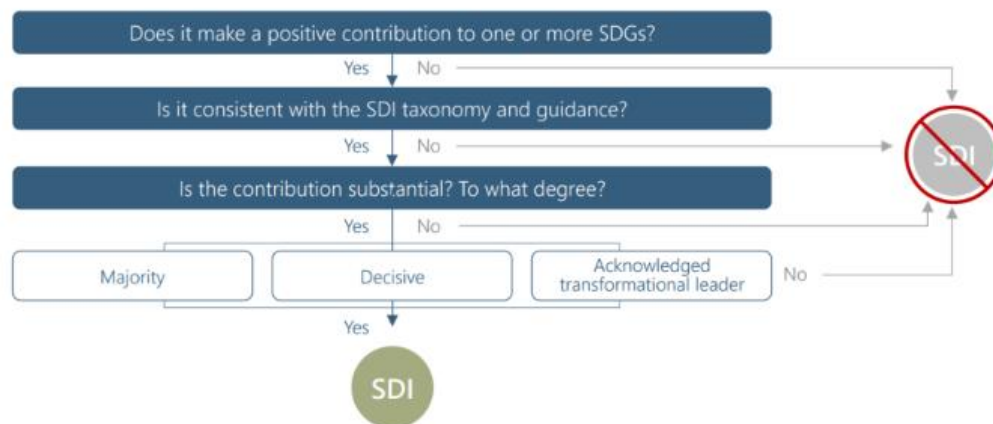 Does it make a positive contribution to one or more SDGs?
Yes No
Is it consistent with the SDI taxonomy and guidance?
Yes No
SDI
Is the contribution substantial? To what degree?
Yes No
Majority
Decisive
Acknowledged
transformational leader
No
Yes
SDI